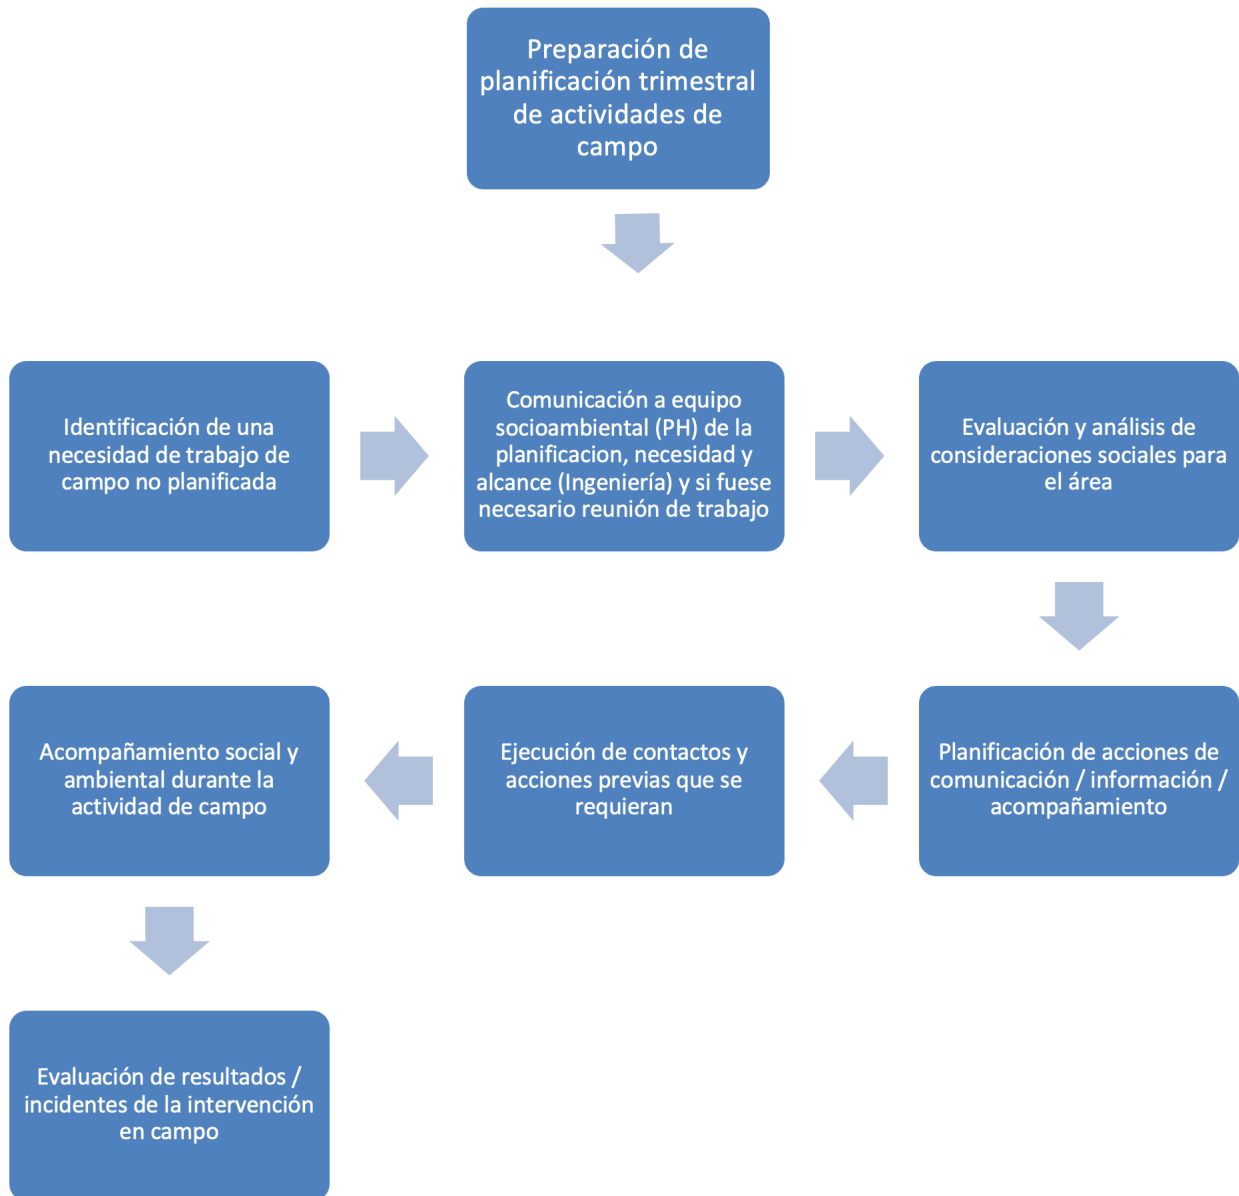 Preparación de
planificación trimestral
de actividades de
campo
Identificación de una
necesidad de trabajo de
campo no planificada
Comunicación a equipo
socioambiental (PH) de la
planificacion, necesidad y
alcance (Ingeniería) y si fuese
necesario reunión de trabajo
Evaluación y análisis de
consideraciones sociales para
el área
Planificación de acciones de
comunicación / información /
acompañamiento
Ejecución de contactos y
acciones previas que se
requieran
Acompañamiento social y
ambiental durante la
actividad de campo
Evaluación de resultados /
incidentes de la intervención
en campo